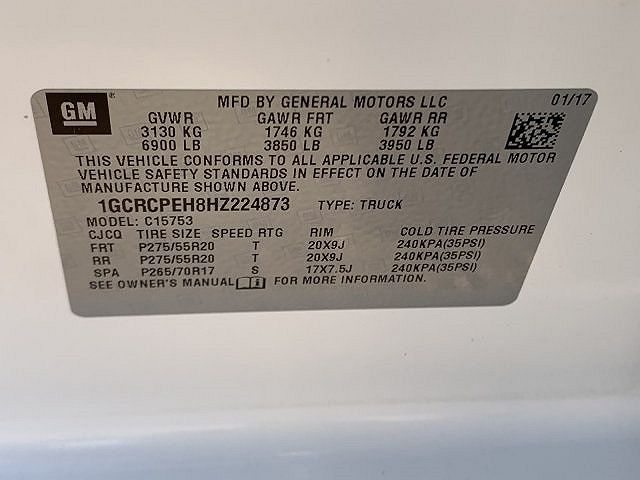 GM
MFD BY GENERAL MOTORS LLC 01/17
GVWR GAWR FRT GAWR RR
3130 KG 1746 KG 1792 KG
6900 LB 3850 LB 3950 LB
THIS VEHICLE CONFORMS TO ALL APPLICABLE U.S. FEDERAL MOTOR
VEHICLE SAFETY STANDARDS IN EFFECT ON THE DATE OF
MANUFACTURE SHOWN ABOVE.
1GCRCPEH8HZ224873 TYPE: TRUCK
MODEL: C15753
CJCQ TIRE SIZE SPEED RTG RIM COLD TIRE PRESSURE
FRT P275/55R20 T 20X9J 240KPA(35PSI)
RR P275/55R20 T 20X9J 240KPA(35PSI)
SPA P265/70R17 S 17X7.5J 240KPA(35PSI)
SEE OWNER'S MANUAL FOR MORE INFORMATION.